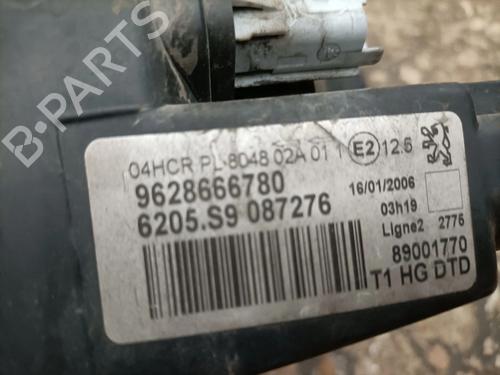 04HCR PL-8048 02A 01 1 E2 12.5
9628666780
16/01/2006
6205.S9 087276
03h19
Ligne2 2776
89001770
T1 HG DTD
B-PARTS